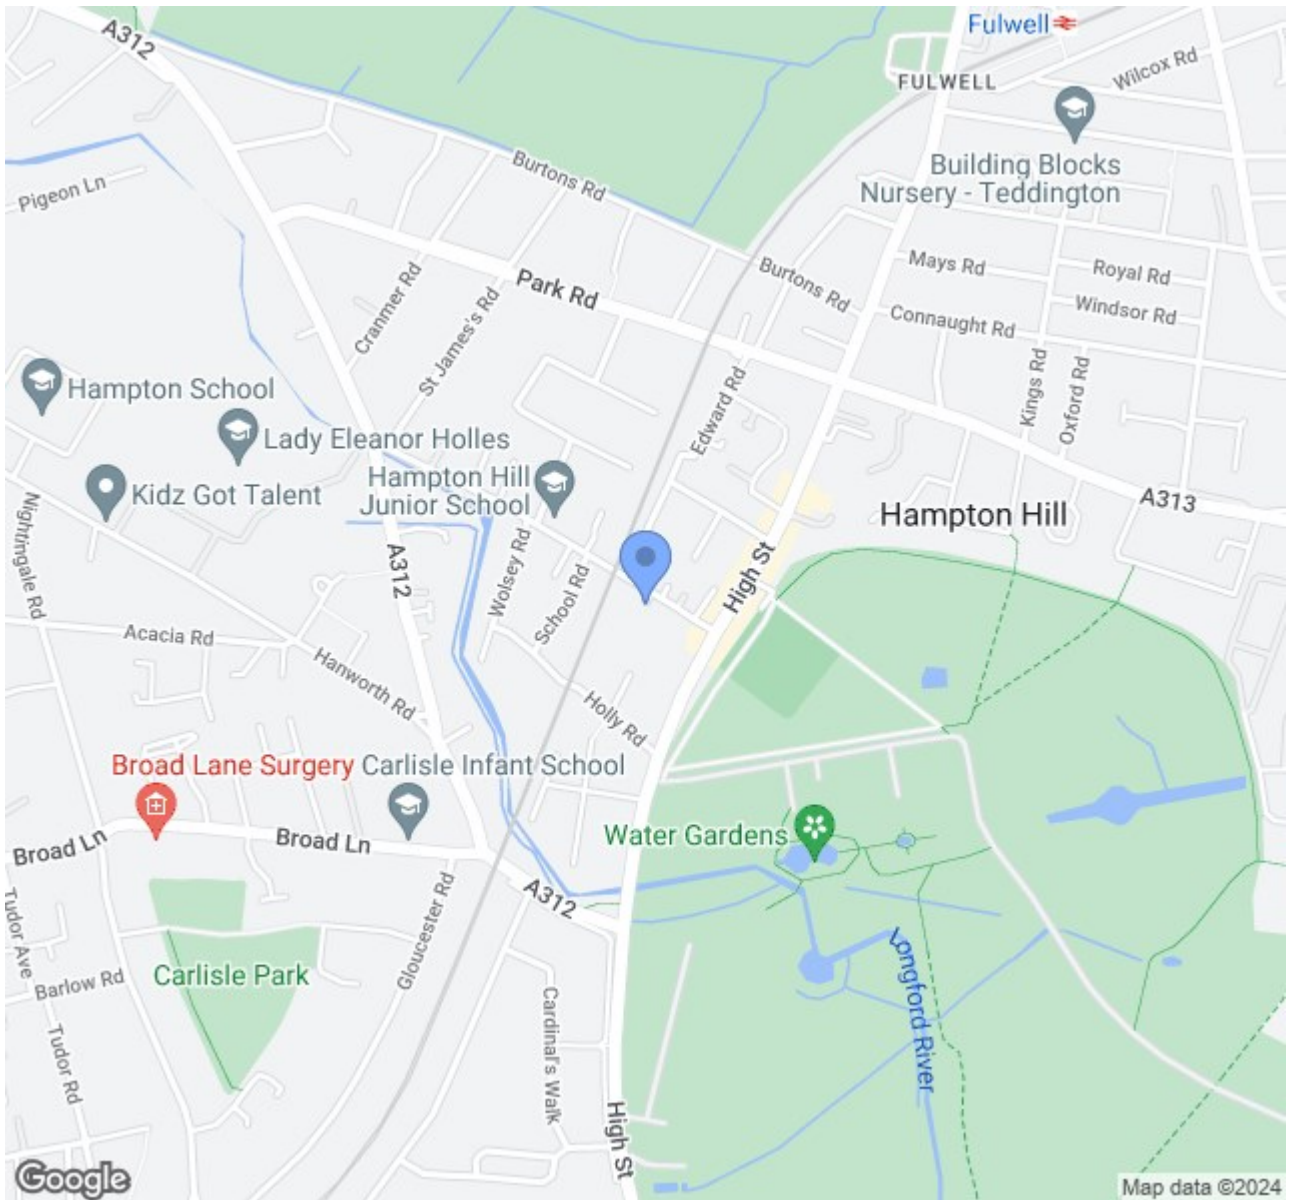 Fulwell
A312
FULWELL
Wilcox Rd
Burtons Rd
Building Blocks
Nursery - Teddington
Pigeon Ln
Mays Rd
Royal Rd
Burtons Rd
Park Rd
Windsor Rd
Connaught Rd
Cranmer Rd
St James's Rd
Kings Rd
Oxford Rd
Edward Rd
Hampton School
Lady Eleanor Holles
Hampton Hill
Junior School
Kidz Got Talent
A313
Hampton Hill
Nightingale Rd
A312
Wolsey Rd
School Rd
High St
Acacia Rd
Hanworth Rd
Holly Rd
Broad Lane Surgery
Carlisle Infant School
Water Gardens
Broad Ln
Broad Ln
A312
Gloucester Rd
Tudor Ave
Carlisle Park
Barlow Rd
Longford River
Cardinal's Walk
Tudor Rd
High St
Google
Map data ©2024